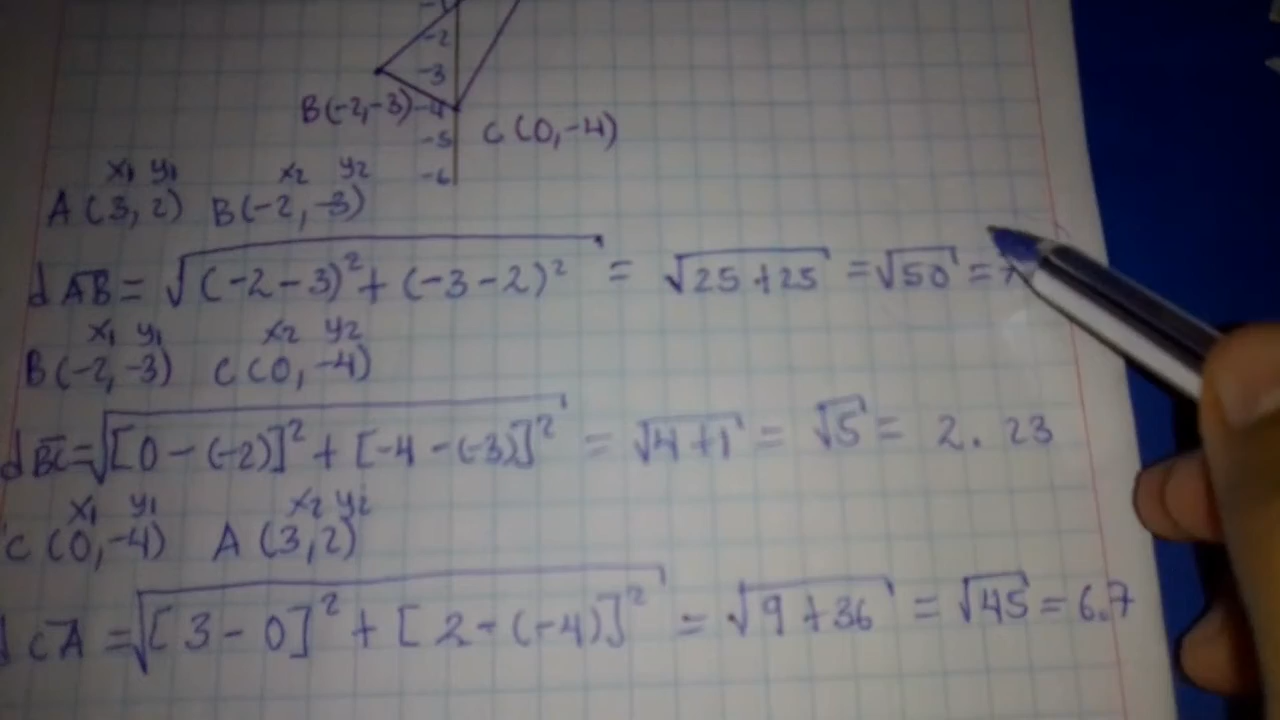 -1
-2
-3
B(-2,-3) -4
C(0,-4)
-5
-6
x₁ y₁ x₂ y₂
A(3,2) B(-2,-3)
d AB = √(-2-3)²+(-3-2)² = √25+25 = √50 = 7
x₁ y₁ x₂ y₂
B(-2,-3) C(0,-4)
d BC = √[0-(-2)]²+[-4-(-3)]² = √4+1 = √5 = 2.23
x₁ y₁ x₂ y₂
C(0,-4) A(3,2)
d CA = √[3-0]²+[2-(-4)]² = √9+36 = √45 = 6.7